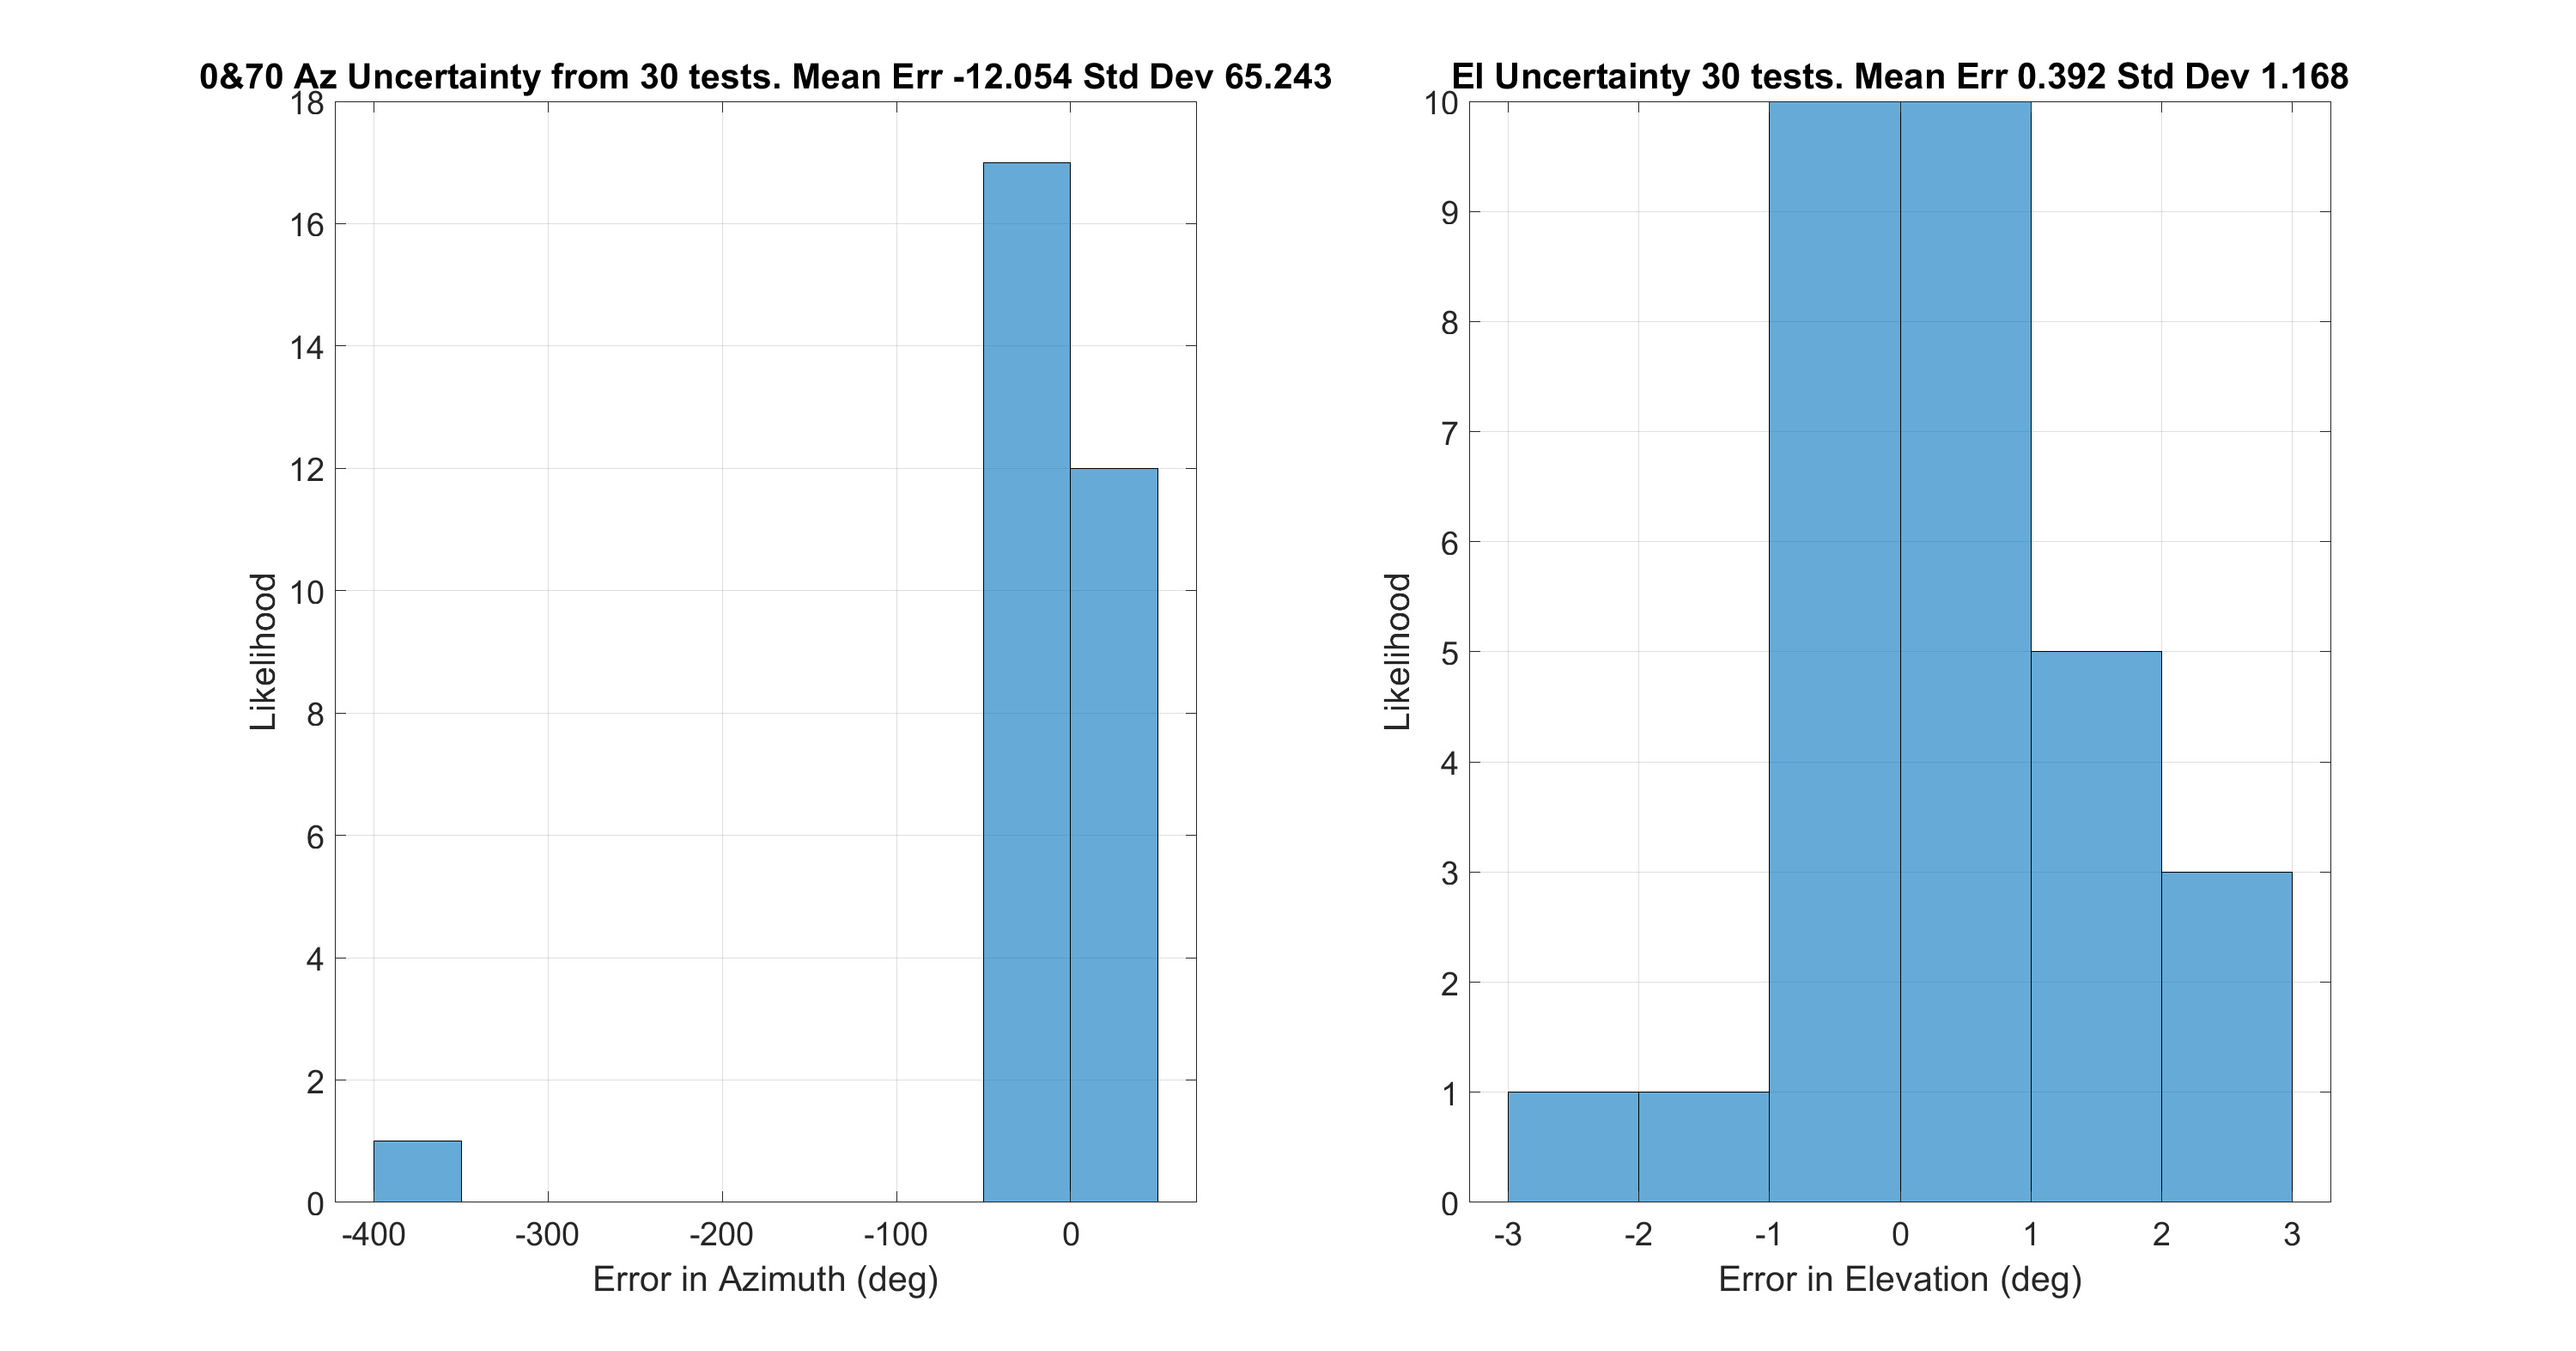 0&70 Az Uncertainty from 30 tests. Mean Err -12.054 Std Dev 65.243
18
16
14
12
10
8
6
4
2
0
Likelihood
-400 -300 -200 -100 0
Error in Azimuth (deg)
El Uncertainty 30 tests. Mean Err 0.392 Std Dev 1.168
10
9
8
7
6
5
4
3
2
1
0
Likelihood
-3 -2 -1 0 1 2 3
Error in Elevation (deg)